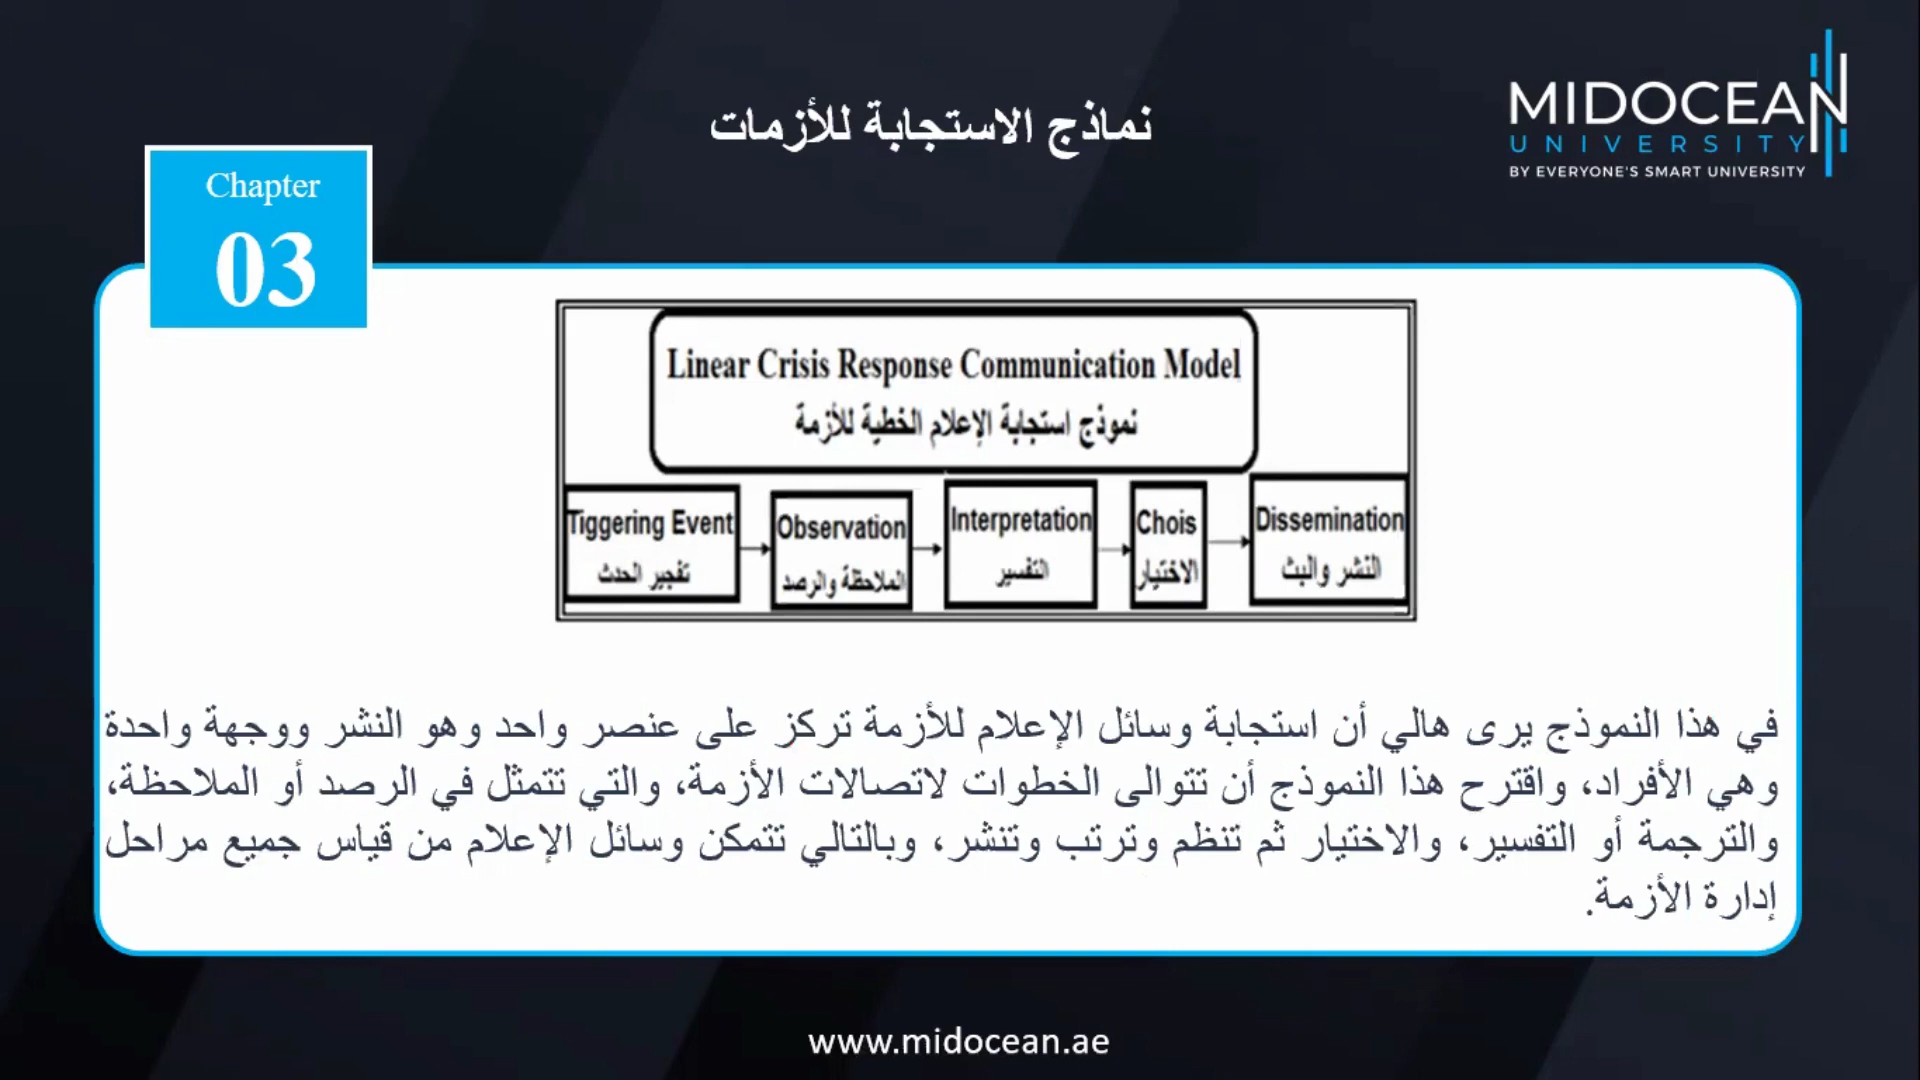 نماذج الاستجابة للأزمات
MIDOCEAN
UNIVERSITY
BY EVERYONE'S SMART UNIVERSITY
Chapter
03
Linear Crisis Response Communication Model
نموذج استجابة الإعلام الخطية للأزمة
Tiggering Event
تفجير الحدث
Observation
الملاحظة والرصد
Interpretation
التفسير
Chois
الاختيار
Dissemination
النشر والبث
في هذا النموذج يرى هالي أن استجابة وسائل الإعلام للأزمة تركز على عنصر واحد وهو النشر ووجهة واحدة
وهي الأفراد، واقترح هذا النموذج أن تتوالى الخطوات لاتصالات الأزمة، والتي تتمثل في الرصد أو الملاحظة،
والترجمة أو التفسير، والاختيار ثم تنظم وترتب وتنشر، وبالتالي تتمكن وسائل الإعلام من قياس جميع مراحل
إدارة الأزمة.
www.midocean.ae